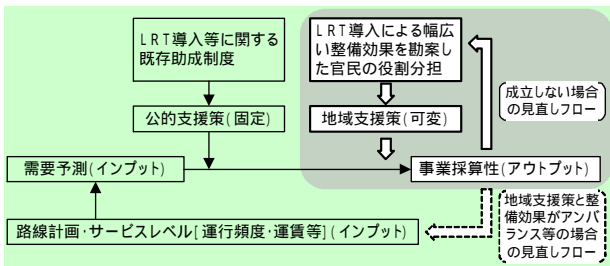 LRT導入等に関する
既存助成制度
LRT導入による幅広
い整備効果を勘案し
た官民の役割分担
成立しない場合
の見直しフロー
公的支援策(固定)
地域支援策(可変)
需要予測(インプット)
事業採算性(アウトプット)
地域支援策と整
備効果がアンバ
ランス等の場合
の見直しフロー
路線計画・サービスレベル[運行頻度・運賃等](インプット)